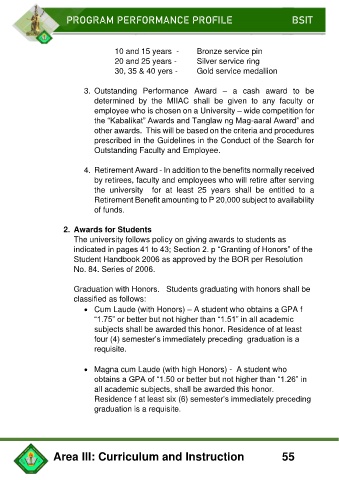 PROGRAM PERFORMANCE PROFILE BSIT
10 and 15 years - Bronze service pin
20 and 25 years - Silver service ring
30, 35 & 40 yers - Gold service medallion
3. Outstanding Performance Award – a cash award to be
determined by the MIIAC shall be given to any faculty or
employee who is chosen on a University – wide competition for
the “Kabalikat” Awards and Tanglaw ng Mag-aaral Award” and
other awards. This will be based on the criteria and procedures
prescribed in the Guidelines in the Conduct of the Search for
Outstanding Faculty and Employee.
4. Retirement Award - In addition to the benefits normally received
by retirees, faculty and employees who will retire after serving
the university for at least 25 years shall be entitled to a
Retirement Benefit amounting to P 20,000 subject to availability
of funds.
2. Awards for Students
The university follows policy on giving awards to students as
indicated in pages 41 to 43; Section 2. p “Granting of Honors” of the
Student Handbook 2006 as approved by the BOR per Resolution
No. 84. Series of 2006.
Graduation with Honors. Students graduating with honors shall be
classified as follows:
• Cum Laude (with Honors) – A student who obtains a GPA f
“1.75” or better but not higher than “1.51” in all academic
subjects shall be awarded this honor. Residence of at least
four (4) semester’s immediately preceding graduation is a
requisite.
• Magna cum Laude (with high Honors) - A student who
obtains a GPA of “1.50 or better but not higher than “1.26” in
all academic subjects, shall be awarded this honor.
Residence f at least six (6) semester’s immediately preceding
graduation is a requisite.
Area III: Curriculum and Instruction 55